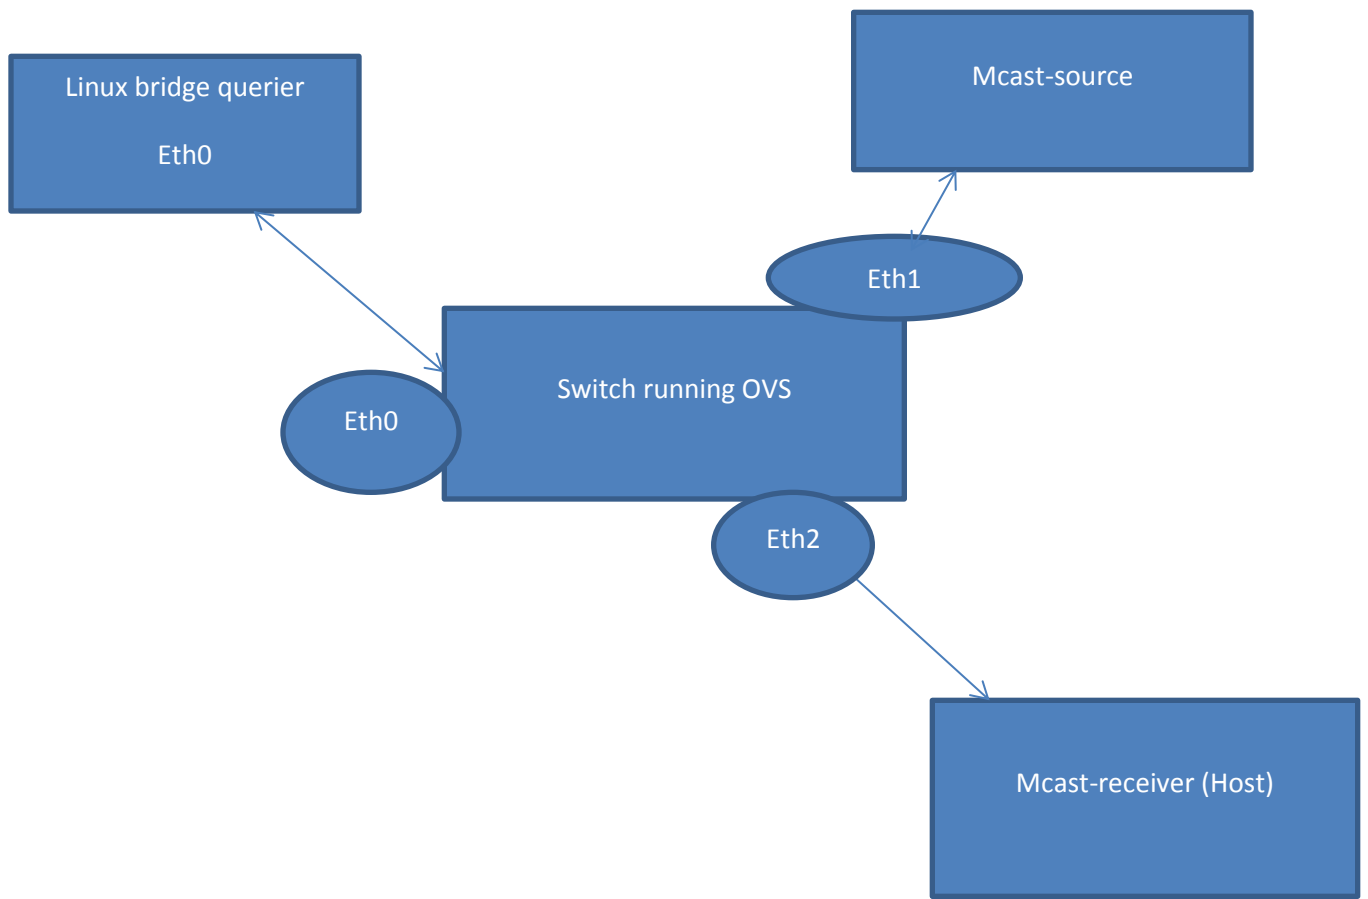 Linux bridge querier
Eth0
Mcast-source
Eth1
Switch running OVS
Eth0
Eth2
Mcast-receiver (Host)